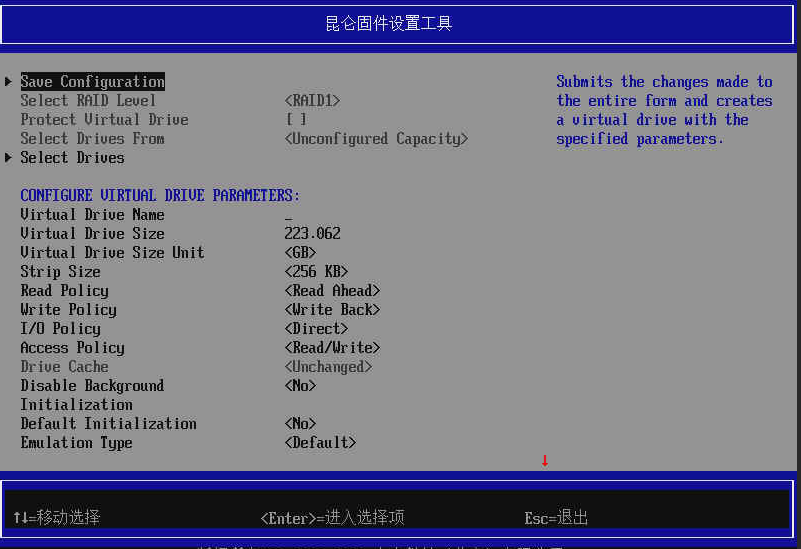 昆仑固件设置工具
Save Configuration
Select RAID Level <RAID1>
Protect Virtual Drive [ ]
Select Drives From <Unconfigured Capacity>
Select Drives
Submits the changes made to
the entire form and creates
a virtual drive with the
specified parameters.
CONFIGURE VIRTUAL DRIVE PARAMETERS:
Virtual Drive Name _
Virtual Drive Size 223.062
Virtual Drive Size Unit <GB>
Strip Size <256 KB>
Read Policy <Read Ahead>
Write Policy <Write Back>
I/O Policy <Direct>
Access Policy <Read/Write>
Drive Cache <Unchanged>
Disable Background <No>
Initialization
Default Initialization <No>
Emulation Type <Default>
↓
↑↓=移动选择 <Enter>=进入选择项 Esc=退出